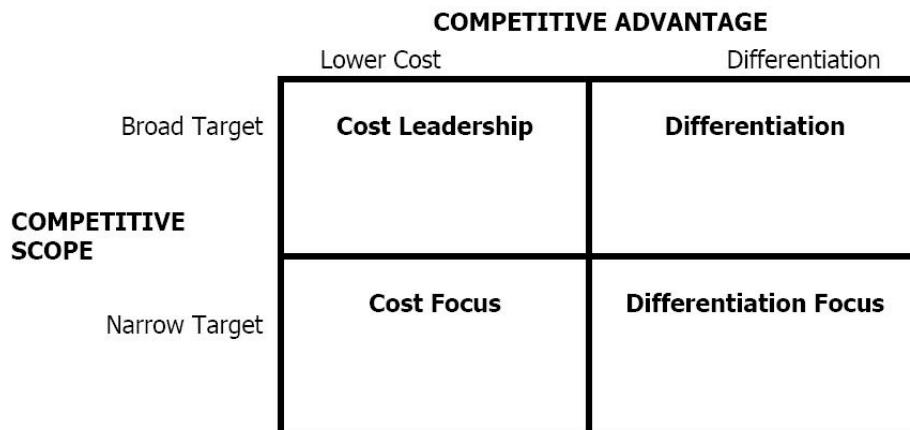 COMPETITIVE ADVANTAGE
Lower Cost Differentiation
Broad Target Cost Leadership Differentiation
COMPETITIVE
SCOPE
Cost Focus Differentiation Focus
Narrow Target